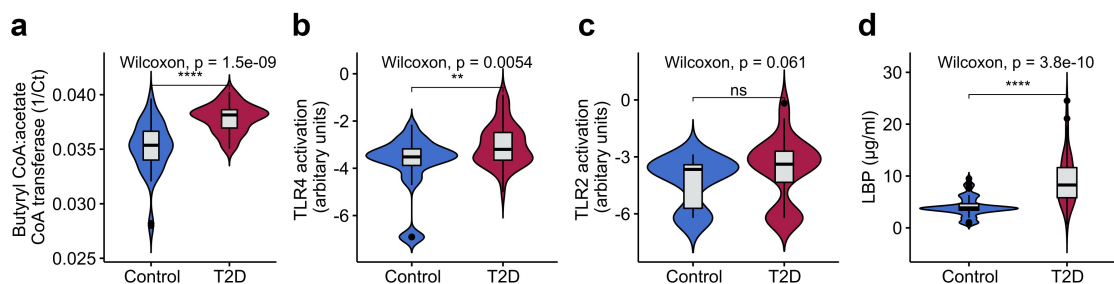 a
Wilcoxon, p = 1.5e-09
****
Butyryl CoA:acetate
CoA transferase (1/Ct)
0.040
0.035
0.030
0.025
Control
T2D
b
Wilcoxon, p = 0.0054
**
TLR4 activation
(arbitary units)
0
-2
-4
-6
Control
T2D
c
Wilcoxon, p = 0.061
ns
TLR2 activation
(arbitary units)
0
-3
-6
Control
T2D
d
Wilcoxon, p = 3.8e-10
****
LBP (µg/ml)
30
20
10
0
Control
T2D